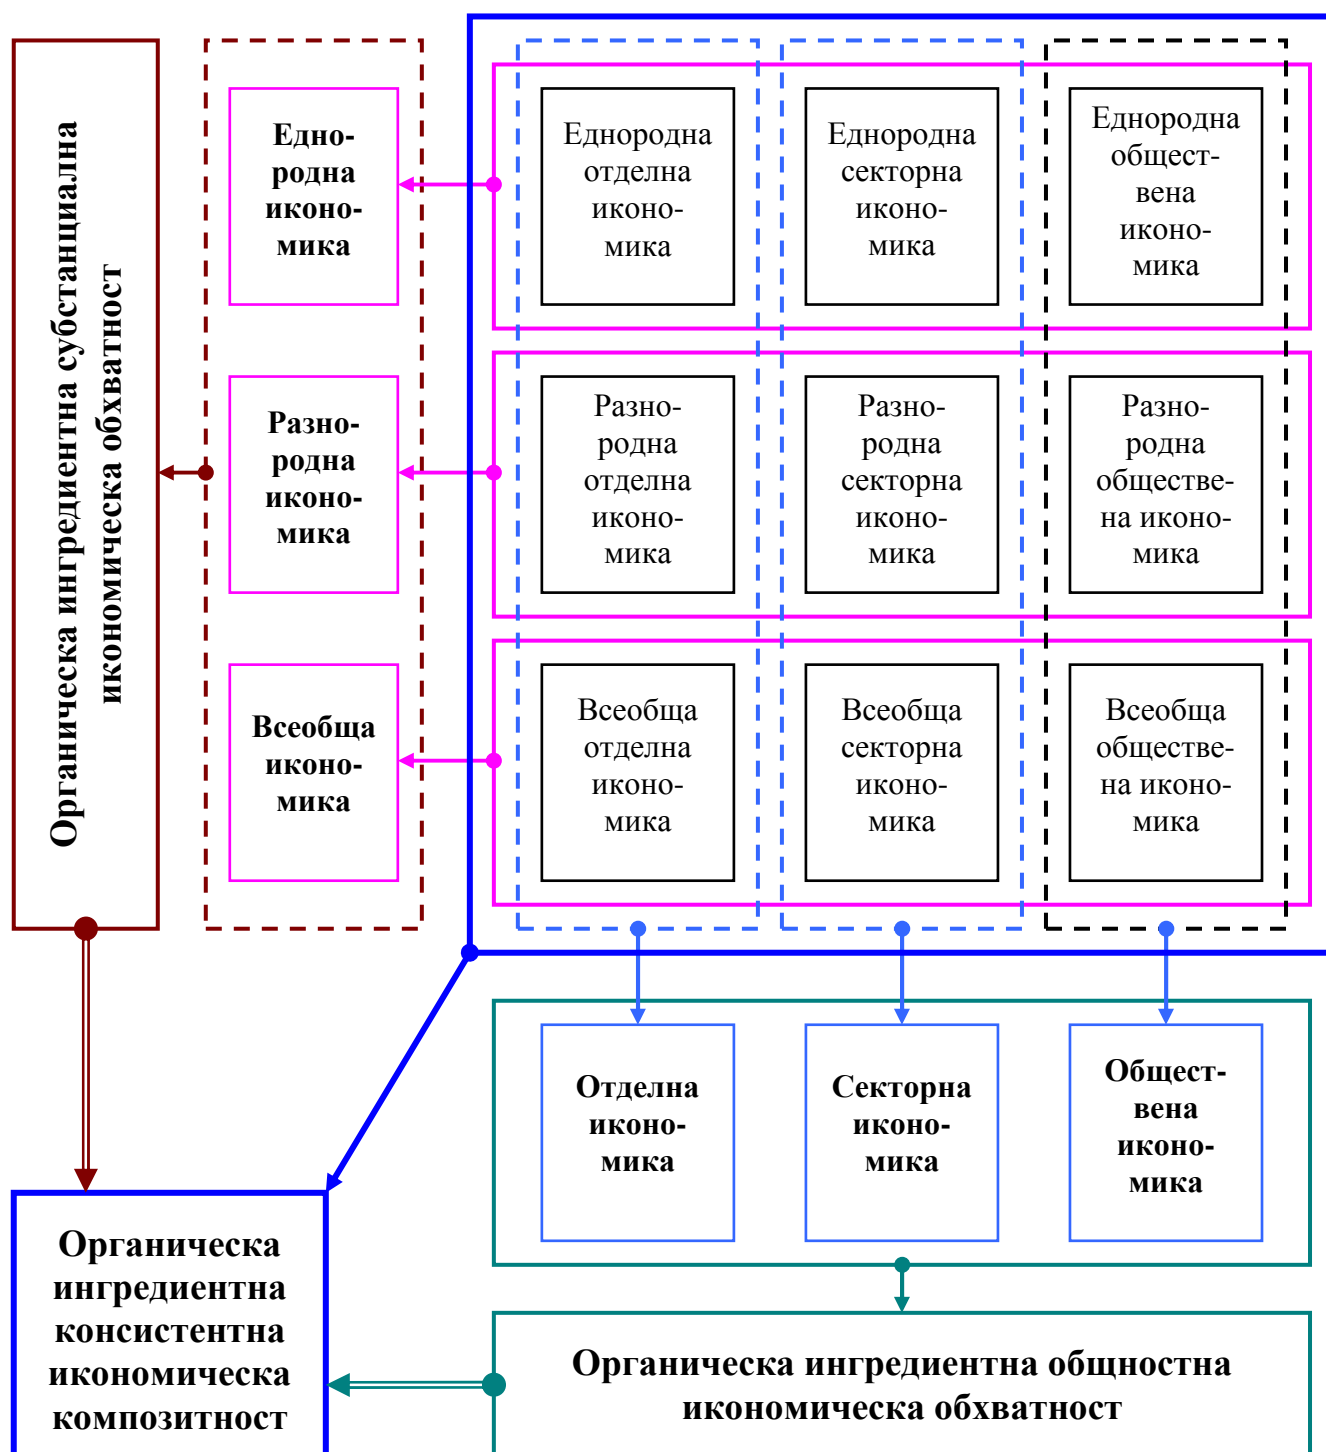 Органическа ингредиентна субстанциална
икономическа обхватност
Едно-
родна
иконо-
мика
Еднородна
отделна
иконо-
мика
Еднородна
секторна
иконо-
мика
Еднородна
общест-
вена
иконо-
мика
Разно-
родна
иконо-
мика
Разно-
родна
отделна
иконо-
мика
Разно-
родна
секторна
иконо-
мика
Разно-
родна
обществе-
на иконо-
мика
Всеобща
иконо-
мика
Всеобща
отделна
иконо-
мика
Всеобща
секторна
иконо-
мика
Всеобща
обществе-
на иконо-
мика
Отделна
иконо-
мика
Секторна
иконо-
мика
Общест-
вена
иконо-
мика
Органическа
ингредиентна
консистентна
икономическа
композитност
Органическа ингредиентна общностна
икономическа обхватност